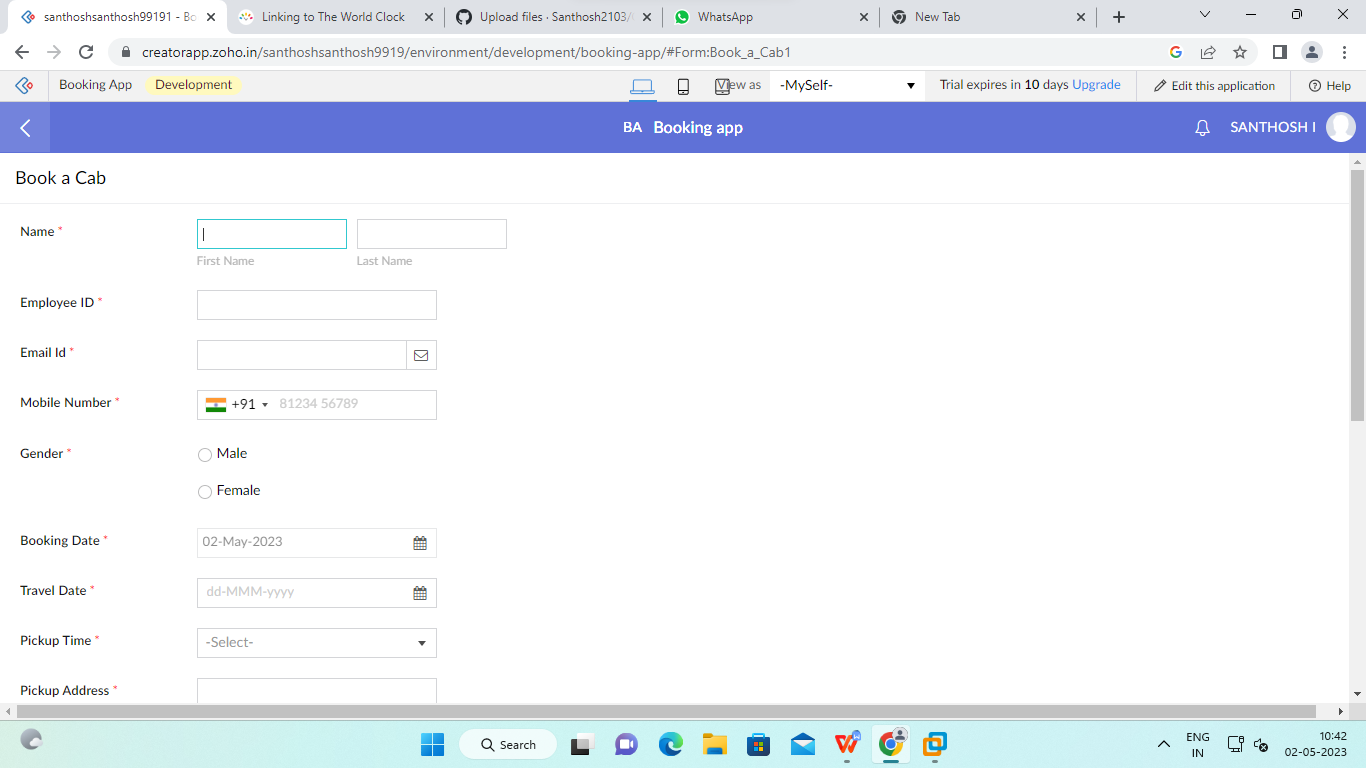 santhoshsanthosh99191 - Bo
Linking to The World Clock
Upload files · Santhosh2103/
WhatsApp
New Tab
creatorapp.zoho.in/santhoshsanthosh9919/environment/development/booking-app/#Form:Book_a_Cab1
Booking App
Development
View as
-MySelf-
Trial expires in 10 days Upgrade
Edit this application
Help
BA Booking app
SANTHOSH I
Book a Cab
Name *
First Name
Last Name
Employee ID *
Email Id *
Mobile Number *
+91
81234 56789
Gender *
Male
Female
Booking Date *
02-May-2023
Travel Date *
dd-MMM-yyyy
Pickup Time *
-Select-
Pickup Address *
Search
ENG
IN
10:42
02-05-2023